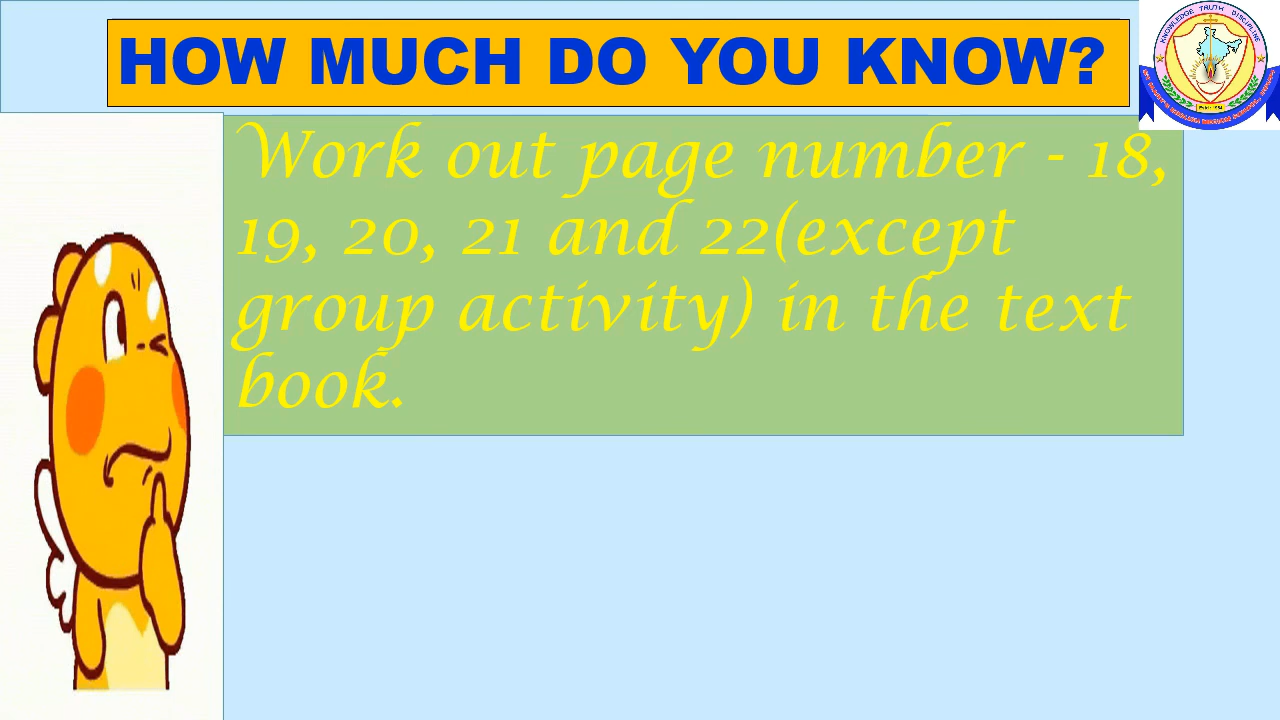 HOW MUCH DO YOU KNOW?
KNOWLEDGE TRUTH DISCIPLINE
Work out page number - 18,
19, 20, 21 and 22(except
group activity) in the text
book.